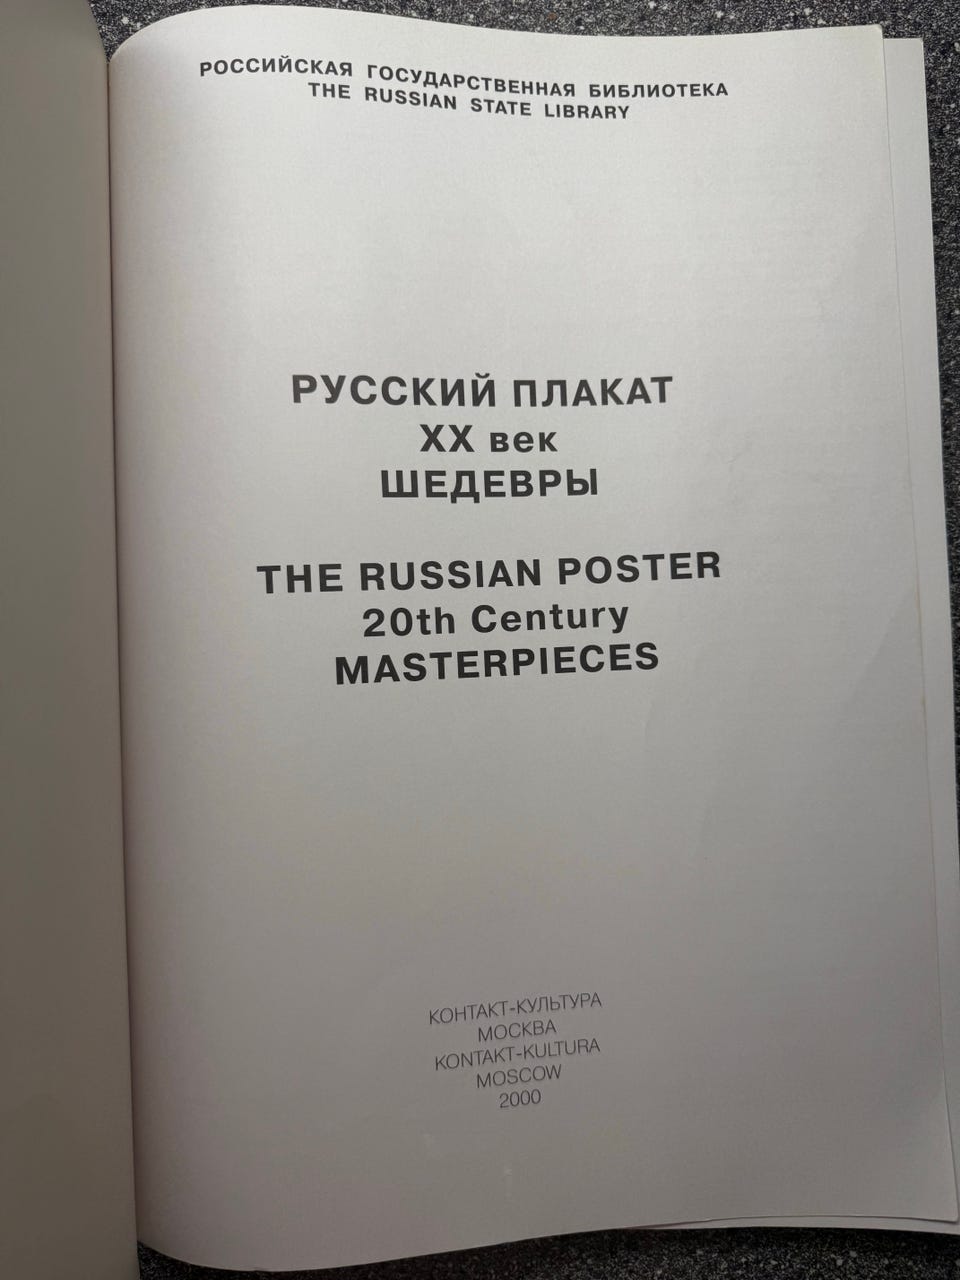 РОССИЙСКАЯ ГОСУДАРСТВЕННАЯ БИБЛИОТЕКА
THE RUSSIAN STATE LIBRARY
РУССКИЙ ПЛАКАТ
XX век
ШЕДЕВРЫ
THE RUSSIAN POSTER
20th Century
MASTERPIECES
КОНТАКТ-КУЛЬТУРА
МОСКВА
KONTAKT-KULTURA
MOSCOW
2000